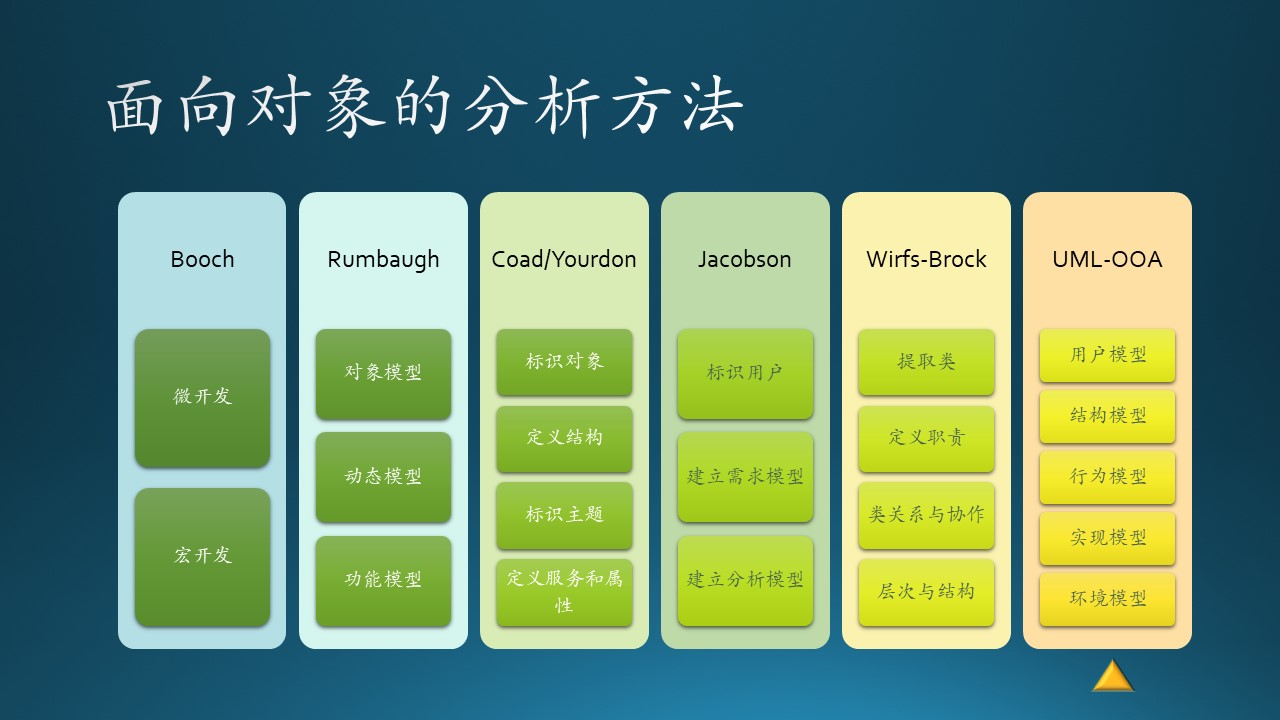 面向对象的分析方法
Booch
微开发
宏开发
Rumbaugh
对象模型
动态模型
功能模型
Coad/Yourdon
标识对象
定义结构
标识主题
定义服务和属
性
Jacobson
标识用户
建立需求模型
建立分析模型
Wirfs-Brock
提取类
定义职责
类关系与协作
层次与结构
UML-OOA
用户模型
结构模型
行为模型
实现模型
环境模型